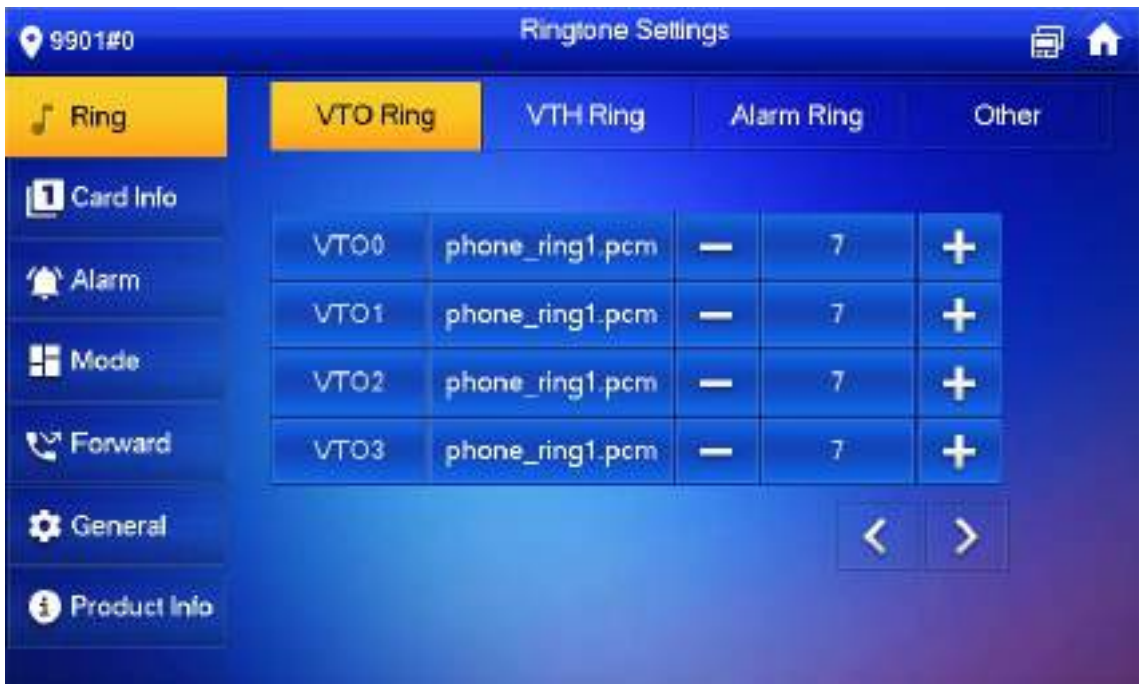 9901#0
Ringtone Settings
Ring
VTO Ring
VTH Ring
Alarm Ring
Other
Card Info
Alarm
Mode
Forward
General
Product Info
VTO0 phone_ring1.pcm — 7 +
VTO1 phone_ring1.pcm — 7 +
VTO2 phone_ring1.pcm — 7 +
VTO3 phone_ring1.pcm — 7 +